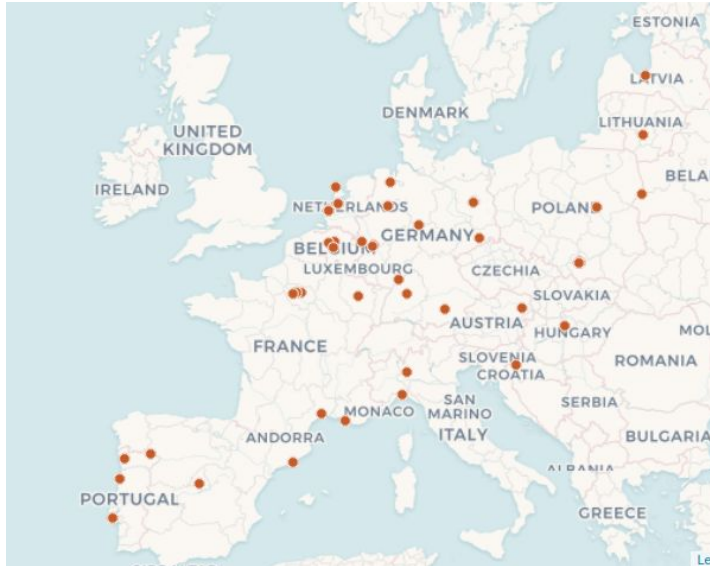 ESTONIA
LATVIA
DENMARK
LITHUANIA
UNITED
KINGDOM
BELA
IRELAND
NETHERLANDS
POLAND
BELGIUM
GERMANY
LUXEMBOURG
CZECHIA
SLOVAKIA
AUSTRIA
HUNGARY
MOL
FRANCE
SLOVENIA
CROATIA
ROMANIA
SAN
MARINO
MONACO
SERBIA
ANDORRA
ITALY
BULGARIA
ALBANIA
PORTUGAL
GREECE
Le